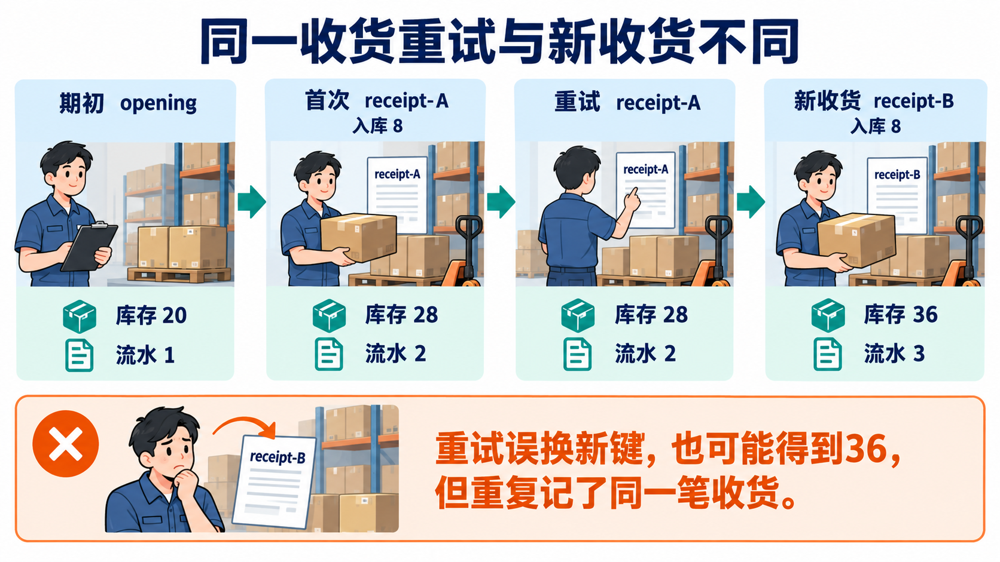 同一收货重试与新收货不同
期初 opening
库存 20
流水 1
首次 receipt-A
入库 8
receipt-A
库存 28
流水 2
重试 receipt-A
receipt-A
库存 28
流水 2
新收货 receipt-B
入库 8
receipt-B
库存 36
流水 3
receipt-B
重试误换新键，也可能得到36，
但重复记了同一笔收货。